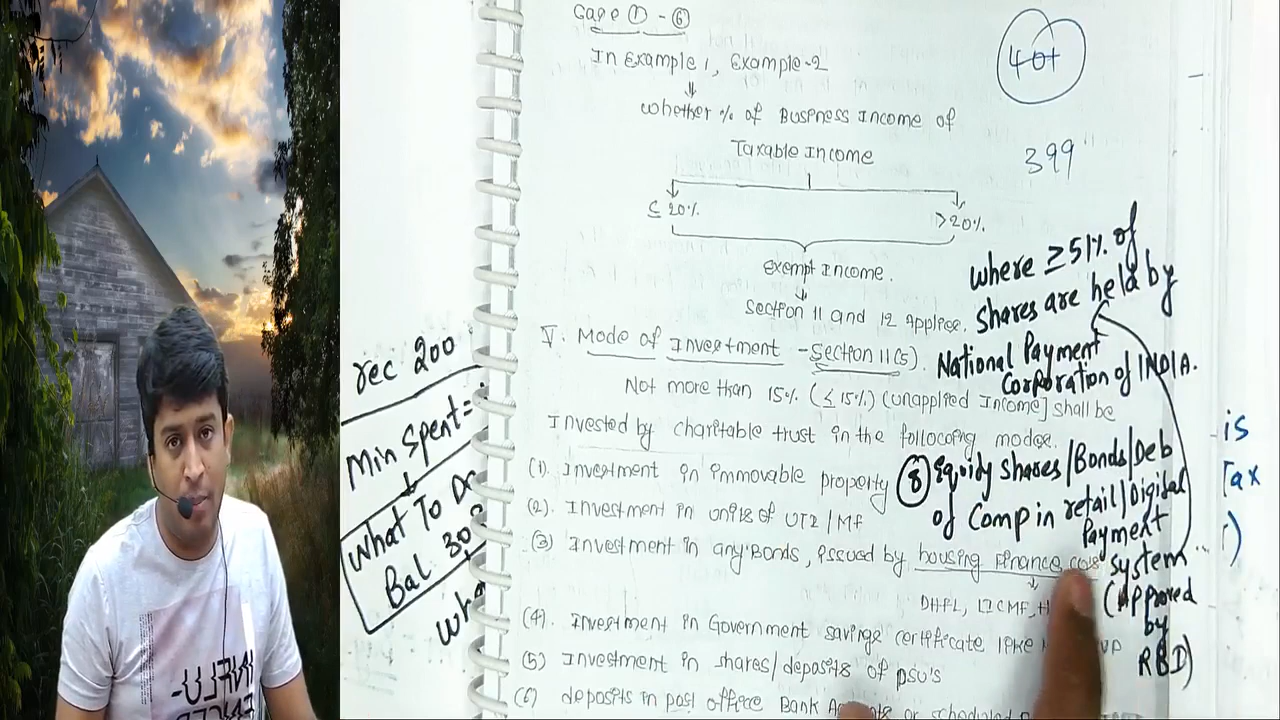 Case ① - ⑥
In Example 1, Example-2
whether % of Business Income of
Taxable Income
≤ 20%. >20%.
exempt Income.
Section 11 and 12 Applies.
401
399
where ≥51% of
Shares are held by
National Payment
Corporation of INDIA.
V. Mode of Investment - Section 11(5).
Not more than 15% (≤15%) (unapplied Income] shall be
Invested by charitable trust in the following modes.
(1). Investment in immovable property
(2). Investment in units of UTI/MF
(3) Investment in any Bonds, issued by housing finance cos
DHFL, LICMF,
(4). Investment in Government savings certificate like
(5) Investment in shares/deposits of PSU's
(6) deposits in post office Bank or
⑧ Equity Shares/Bonds/Deb
of Comp in retail/Digital
Payment
system
(Approved
by
RBI)
rec 200
Min Spent=
What To Do
Bal. 30
is
Tax